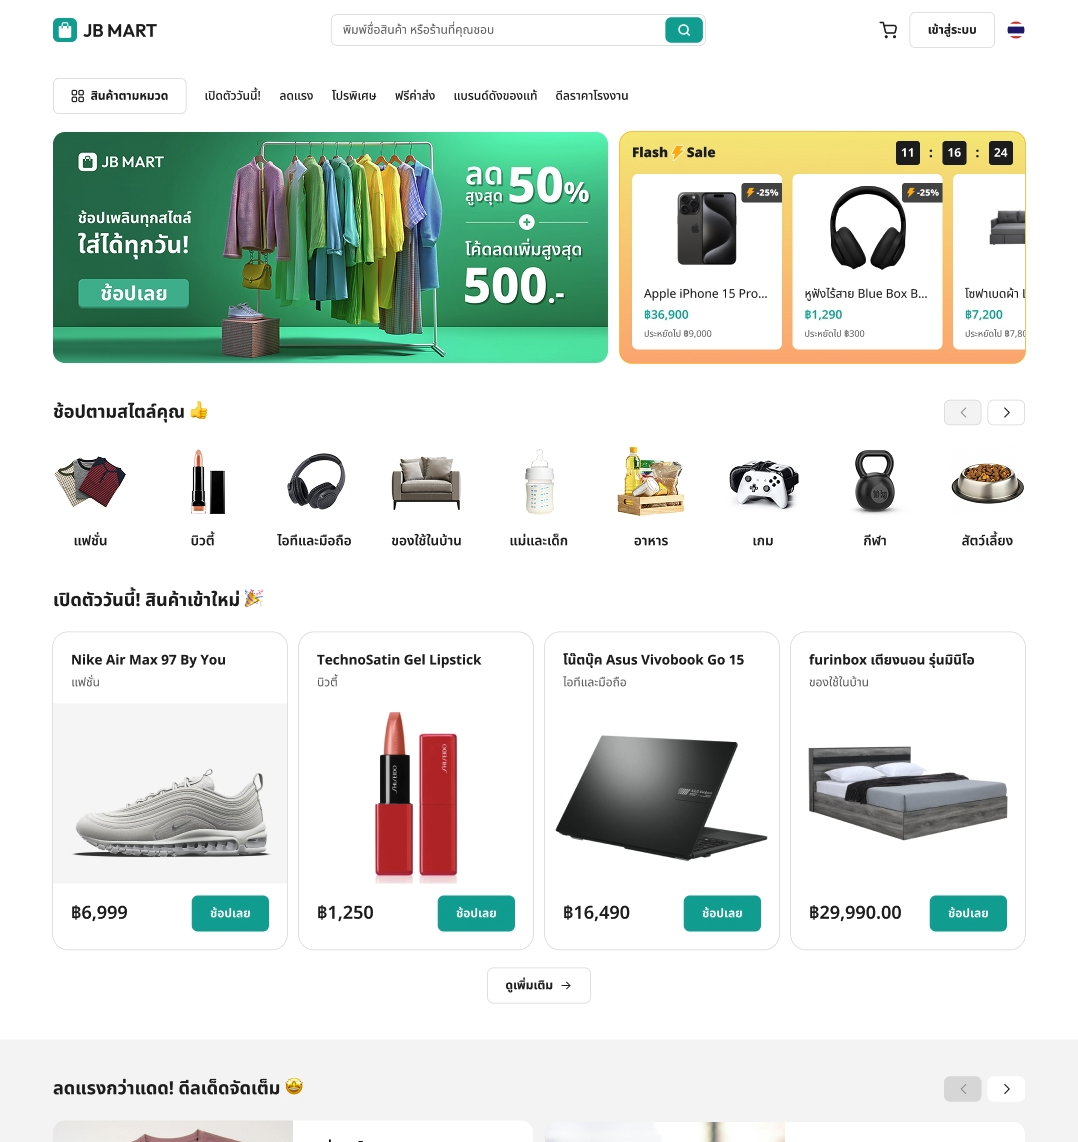 JB MART
พิมพ์ชื่อสินค้า หรือร้านที่คุณชอบ
เข้าสู่ระบบ
สินค้าตามหมวด
เปิดตัววันนี้!
ลดแรง
โปรพิเศษ
ฟรีค่าส่ง
แบรนด์ดังของแท้
ดีลราคาโรงงาน
JB MART
ช้อปเพลินทุกสไตล์
ใส่ได้ทุกวัน!
ช้อปเลย
ลด
สูงสุด 50%
โค้ดลดเพิ่มสูงสุด
500.-
Flash⚡Sale
11 : 16 : 24
⚡-25%
Apple iPhone 15 Pro...
฿36,900
ประหยัดไป ฿9,000
⚡-25%
หูฟังไร้สาย Blue Box B...
฿1,290
ประหยัดไป ฿300
โซฟาเบดผ้า
฿7,200
ประหยัดไป ฿7,80
ช้อปตามสไตล์คุณ 👍
แฟชั่น
บิวตี้
ไอทีและมือถือ
ของใช้ในบ้าน
แม่และเด็ก
อาหาร
เกม
กีฬา
สัตว์เลี้ยง
เปิดตัววันนี้! สินค้าเข้าใหม่ 🎉
Nike Air Max 97 By You
แฟชั่น
฿6,999
ช้อปเลย
TechnoSatin Gel Lipstick
บิวตี้
SHISEIDO
SHISEIDO
฿1,250
ช้อปเลย
โน๊ตบุ๊ค Asus Vivobook Go 15
ไอทีและมือถือ
฿16,490
ช้อปเลย
furinbox เตียงนอน รุ่นมินิโอ
ของใช้ในบ้าน
฿29,990.00
ช้อปเลย
ดูเพิ่มเติม →
ลดแรงกว่าแดด! ดีลเด็ดจัดเต็ม 🤩